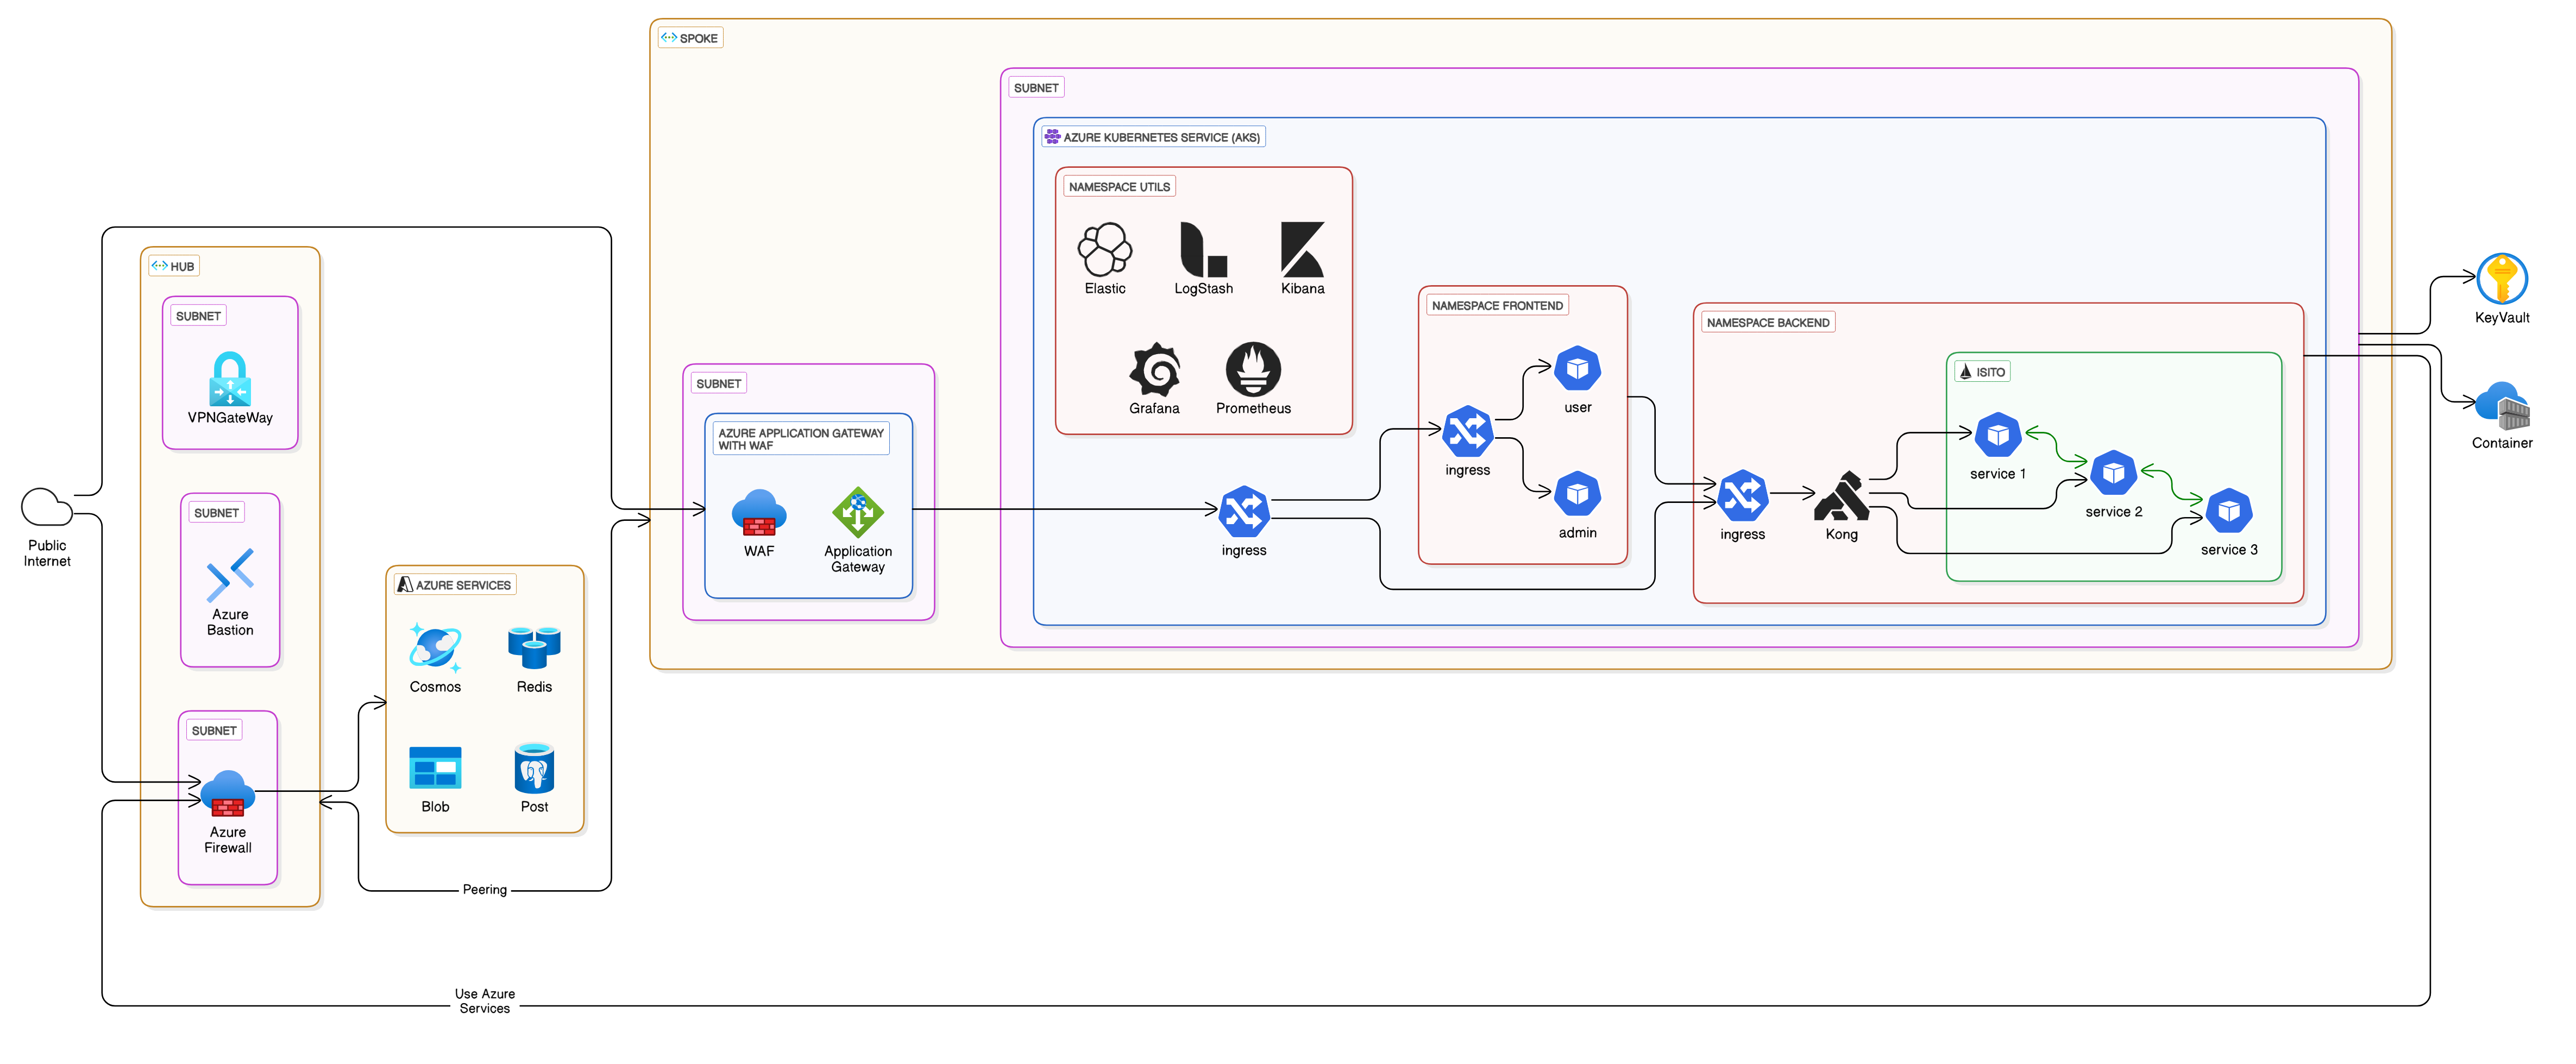 SPOKE
SUBNET
AZURE KUBERNETES SERVICE (AKS)
NAMESPACE UTILS
Elastic
LogStash
Kibana
Grafana
Prometheus
NAMESPACE FRONTEND
ingress
user
admin
NAMESPACE BACKEND
ISITO
ingress
Kong
service 1
service 2
service 3
ingress
KeyVault
Container
SUBNET
AZURE APPLICATION GATEWAY
WITH WAF
WAF
Application
Gateway
HUB
SUBNET
VPNGateWay
SUBNET
Azure
Bastion
SUBNET
Azure
Firewall
Public
Internet
AZURE SERVICES
Cosmos
Redis
Blob
Post
Peering
Use Azure
Services